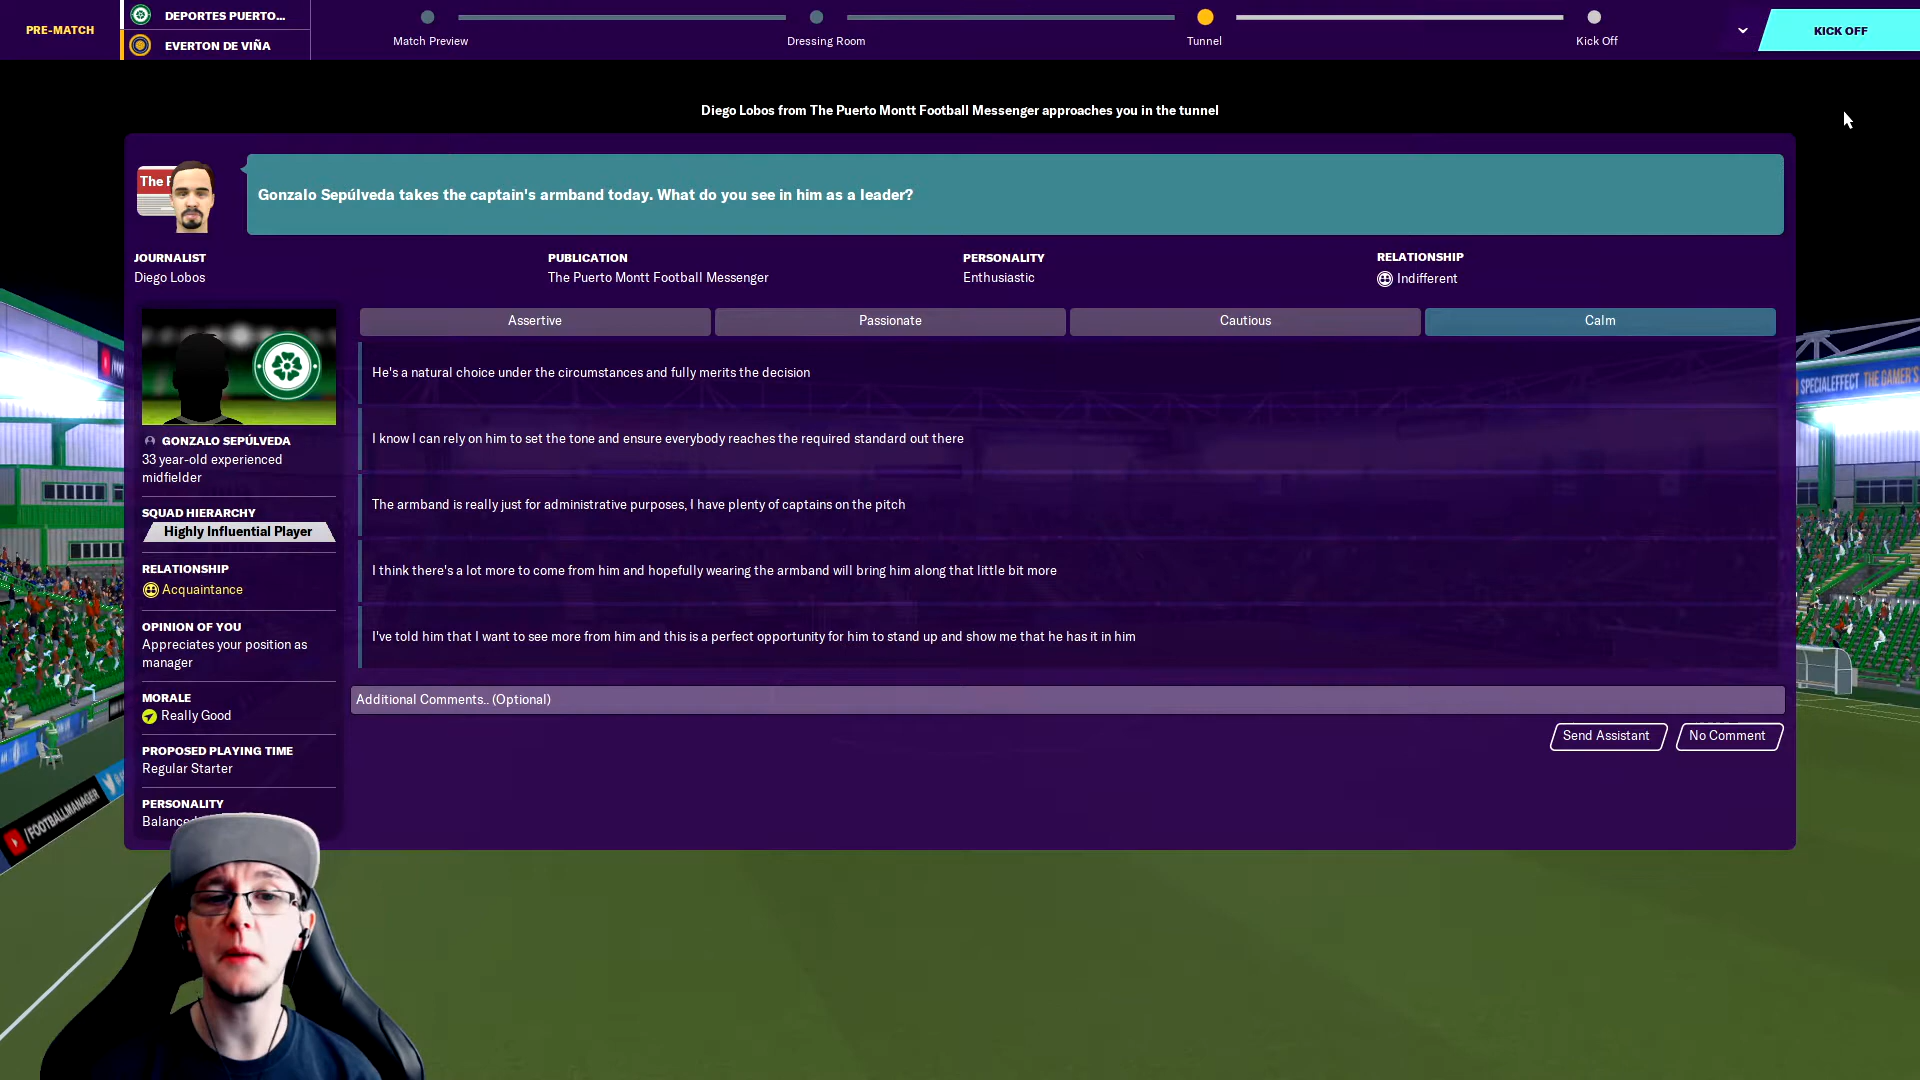 PRE-MATCH
DEPORTES PUERTO...
EVERTON DE VIÑA
Match Preview
Dressing Room
Tunnel
Kick Off
KICK OFF
Diego Lobos from The Puerto Montt Football Messenger approaches you in the tunnel
The
Gonzalo Sepúlveda takes the captain's armband today. What do you see in him as a leader?
JOURNALIST
Diego Lobos
PUBLICATION
The Puerto Montt Football Messenger
PERSONALITY
Enthusiastic
RELATIONSHIP
Indifferent
Assertive
Passionate
Cautious
Calm
He's a natural choice under the circumstances and fully merits the decision
I know I can rely on him to set the tone and ensure everybody reaches the required standard out there
The armband is really just for administrative purposes, I have plenty of captains on the pitch
I think there's a lot more to come from him and hopefully wearing the armband will bring him along that little bit more
I've told him that I want to see more from him and this is a perfect opportunity for him to stand up and show me that he has it in him
Additional Comments.. (Optional)
Send Assistant
No Comment
GONZALO SEPÚLVEDA
33 year-old experienced
midfielder
SQUAD HIERARCHY
Highly Influential Player
RELATIONSHIP
Acquaintance
OPINION OF YOU
Appreciates your position as
manager
MORALE
Really Good
PROPOSED PLAYING TIME
Regular Starter
PERSONALITY
Balanced
/FOOTBALLMANAGER
SPECIALEFFECT THE GAMER'S